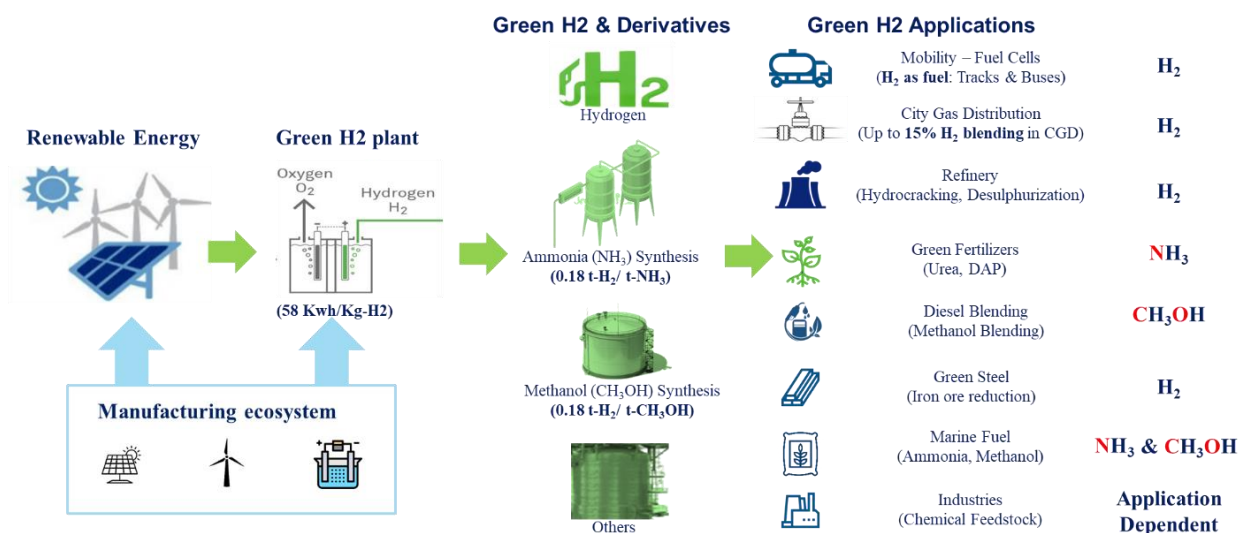 Renewable Energy
Green H2 plant
Oxygen
O₂
Hydrogen
H₂
(58 Kwh/Kg-H2)
Manufacturing ecosystem
Green H2 & Derivatives
H2
Hydrogen
Ammonia (NH₃) Synthesis
(0.18 t-H₂/ t-NH₃)
Methanol (CH₃OH) Synthesis
(0.18 t-H₂/ t-CH₃OH)
Others
Green H2 Applications
Mobility – Fuel Cells
(H₂ as fuel: Tracks & Buses)
H₂
City Gas Distribution
(Up to 15% H₂ blending in CGD)
H₂
Refinery
(Hydrocracking, Desulphurization)
H₂
Green Fertilizers
(Urea, DAP)
NH₃
Diesel Blending
(Methanol Blending)
CH₃OH
Green Steel
(Iron ore reduction)
H₂
Marine Fuel
(Ammonia, Methanol)
NH₃ & CH₃OH
Industries
(Chemical Feedstock)
Application
Dependent